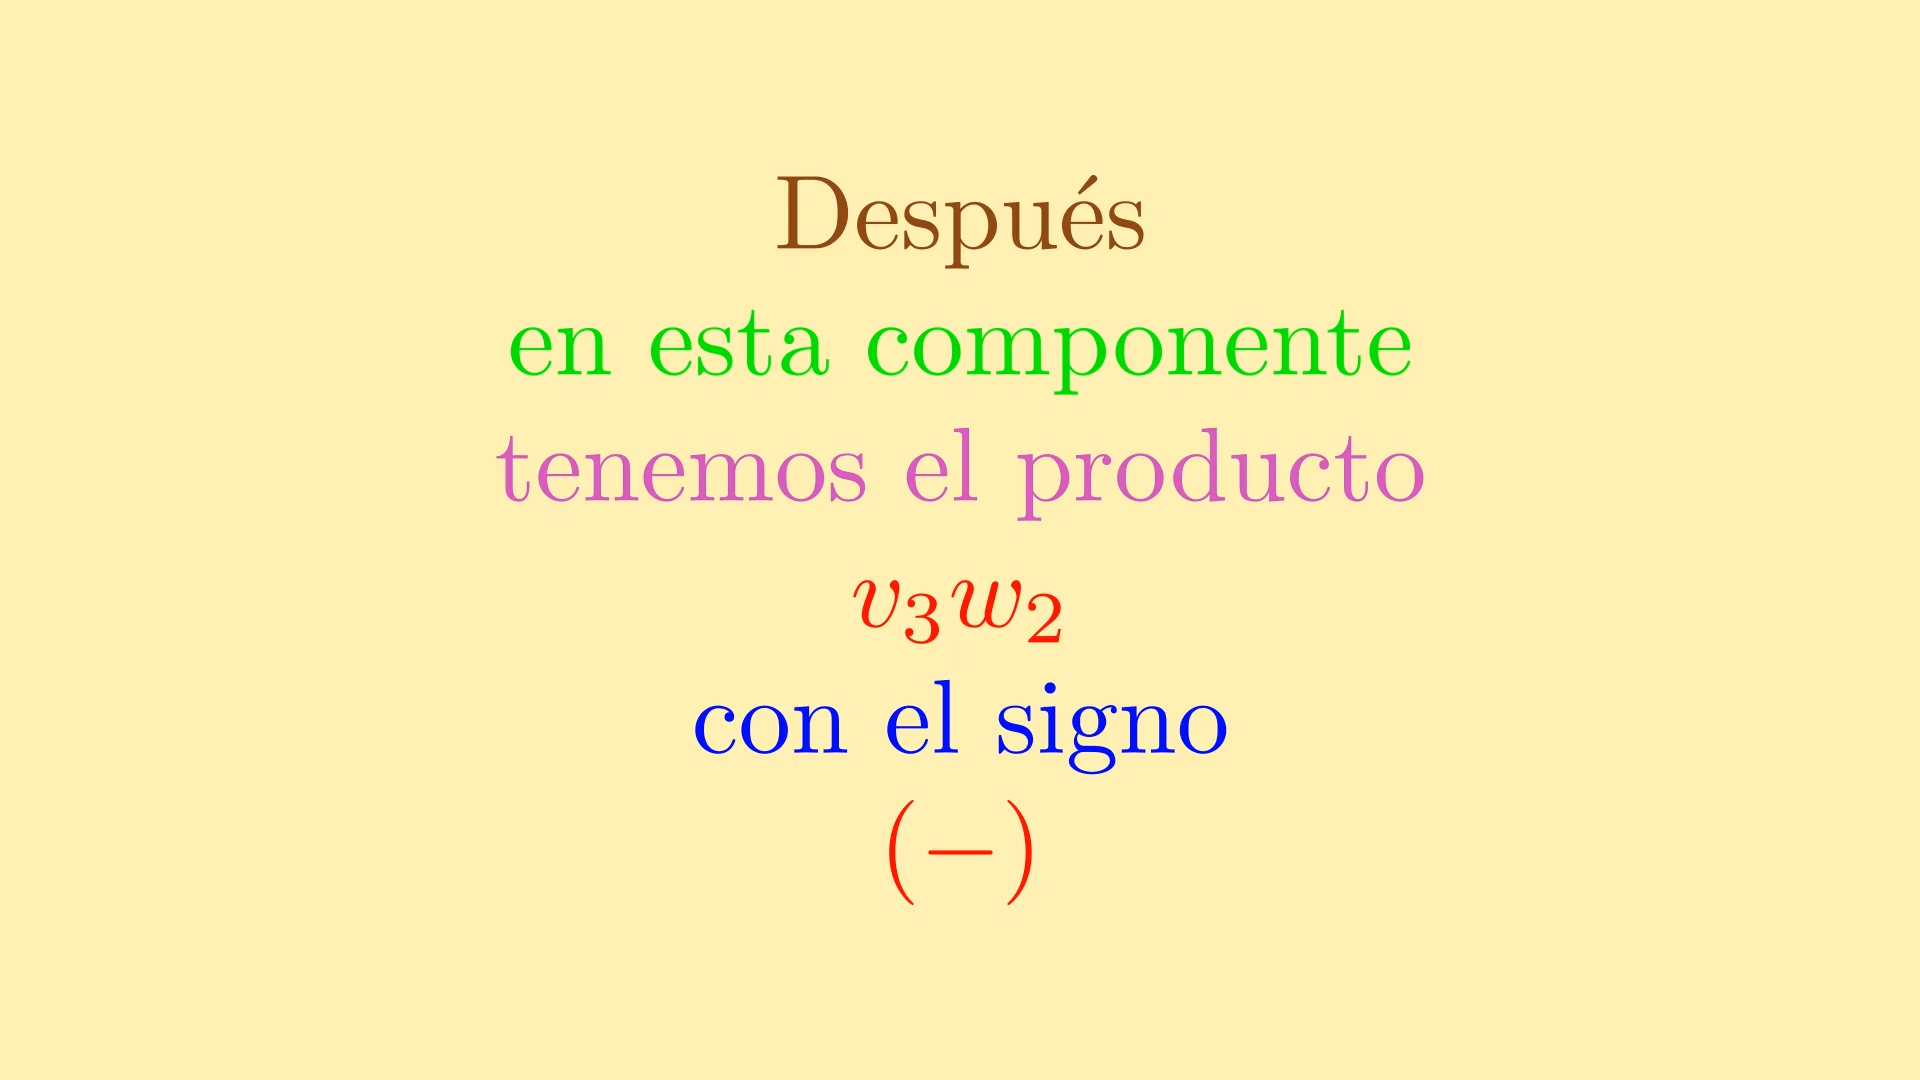 Después
en esta componente
tenemos el producto
v₃w₂
con el signo
(−)